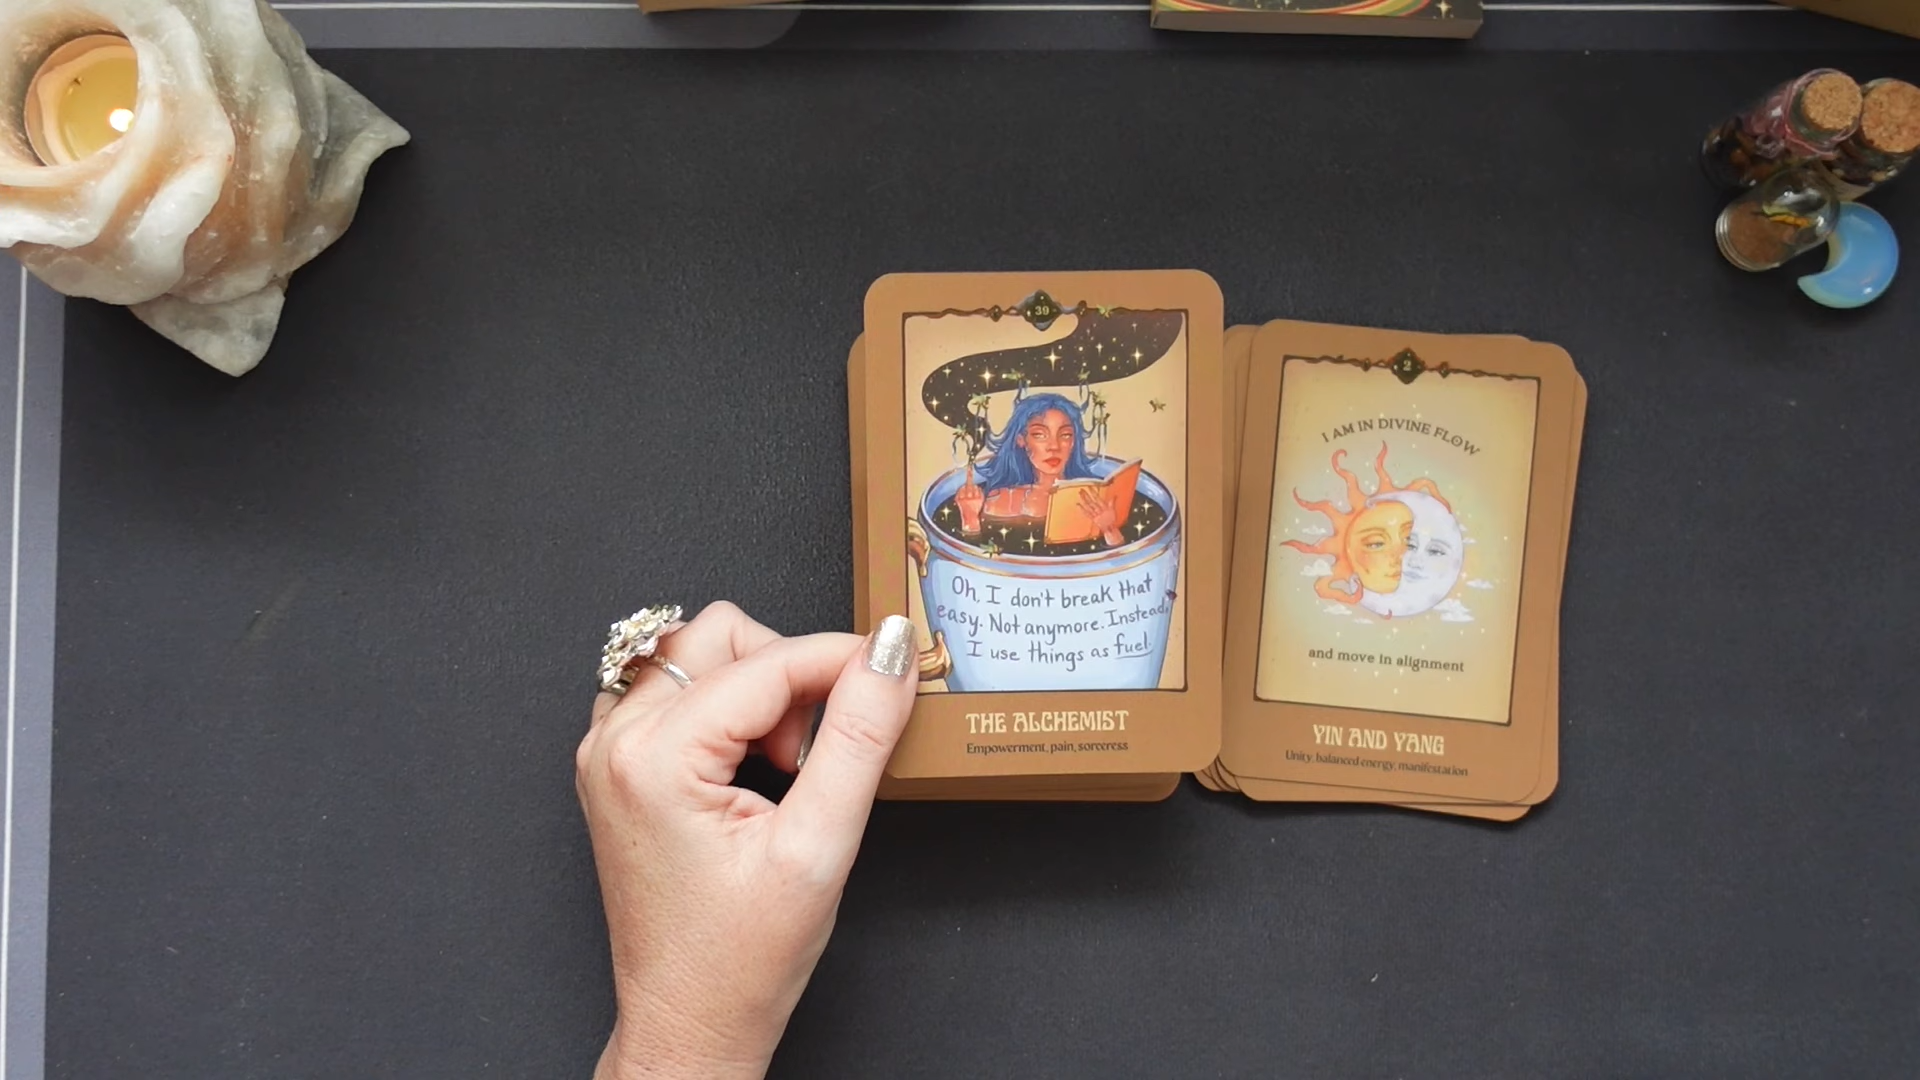 39
Oh, I don't break that
easy. Not anymore. Instead,
I use things as fuel.
THE ALCHEMIST
Empowerment, pain, sorceress
2
I AM IN DIVINE FLOW
and move in alignment
YIN AND YANG
Unity, balanced energy, manifestation